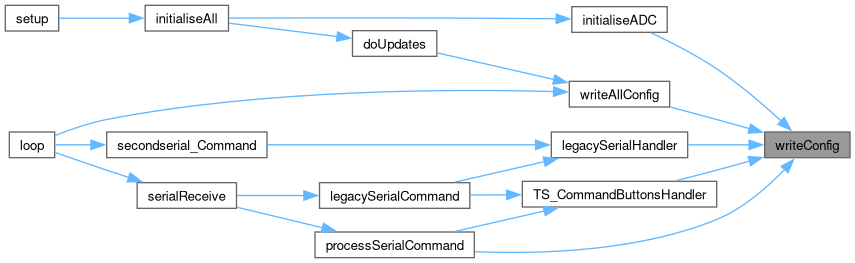 setup
initialiseAll
initialiseADC
doUpdates
writeAllConfig
loop
secondserial_Command
legacySerialHandler
writeConfig
serialReceive
legacySerialCommand
TS_CommandButtonsHandler
processSerialCommand